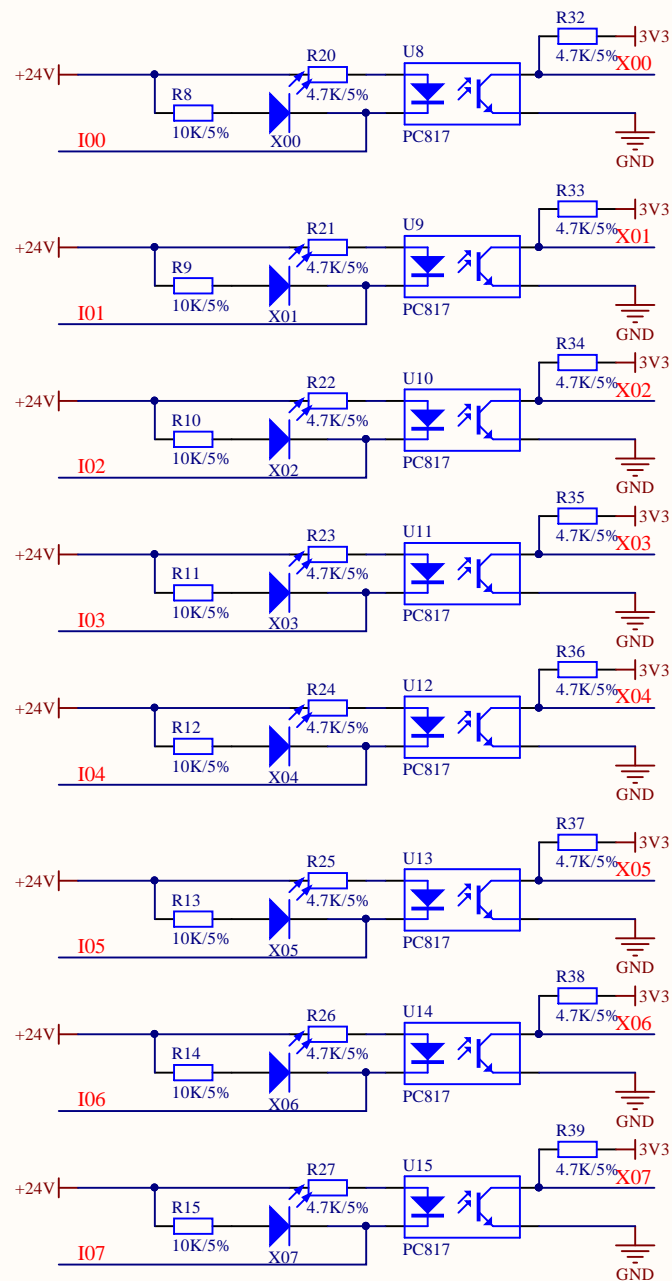 R32
3V3
U8
R20
X00
+24V
4.7K/5%
R8
4.7K/5%
10K/5%
X00
PC817
I00
GND
R33
3V3
U9
R21
X01
+24V
4.7K/5%
R9
4.7K/5%
10K/5%
X01
PC817
I01
GND
R34
3V3
U10
R22
X02
+24V
4.7K/5%
R10
4.7K/5%
10K/5%
X02
PC817
I02
GND
R35
3V3
U11
R23
X03
+24V
4.7K/5%
R11
4.7K/5%
10K/5%
X03
PC817
I03
GND
R36
3V3
U12
R24
X04
+24V
4.7K/5%
R12
4.7K/5%
10K/5%
X04
PC817
I04
GND
R37
3V3
U13
R25
X05
+24V
4.7K/5%
R13
4.7K/5%
10K/5%
X05
PC817
I05
GND
R38
3V3
U14
R26
X06
+24V
4.7K/5%
R14
4.7K/5%
10K/5%
X06
PC817
I06
GND
R39
3V3
U15
R27
X07
+24V
4.7K/5%
R15
4.7K/5%
10K/5%
X07
PC817
I07
GND